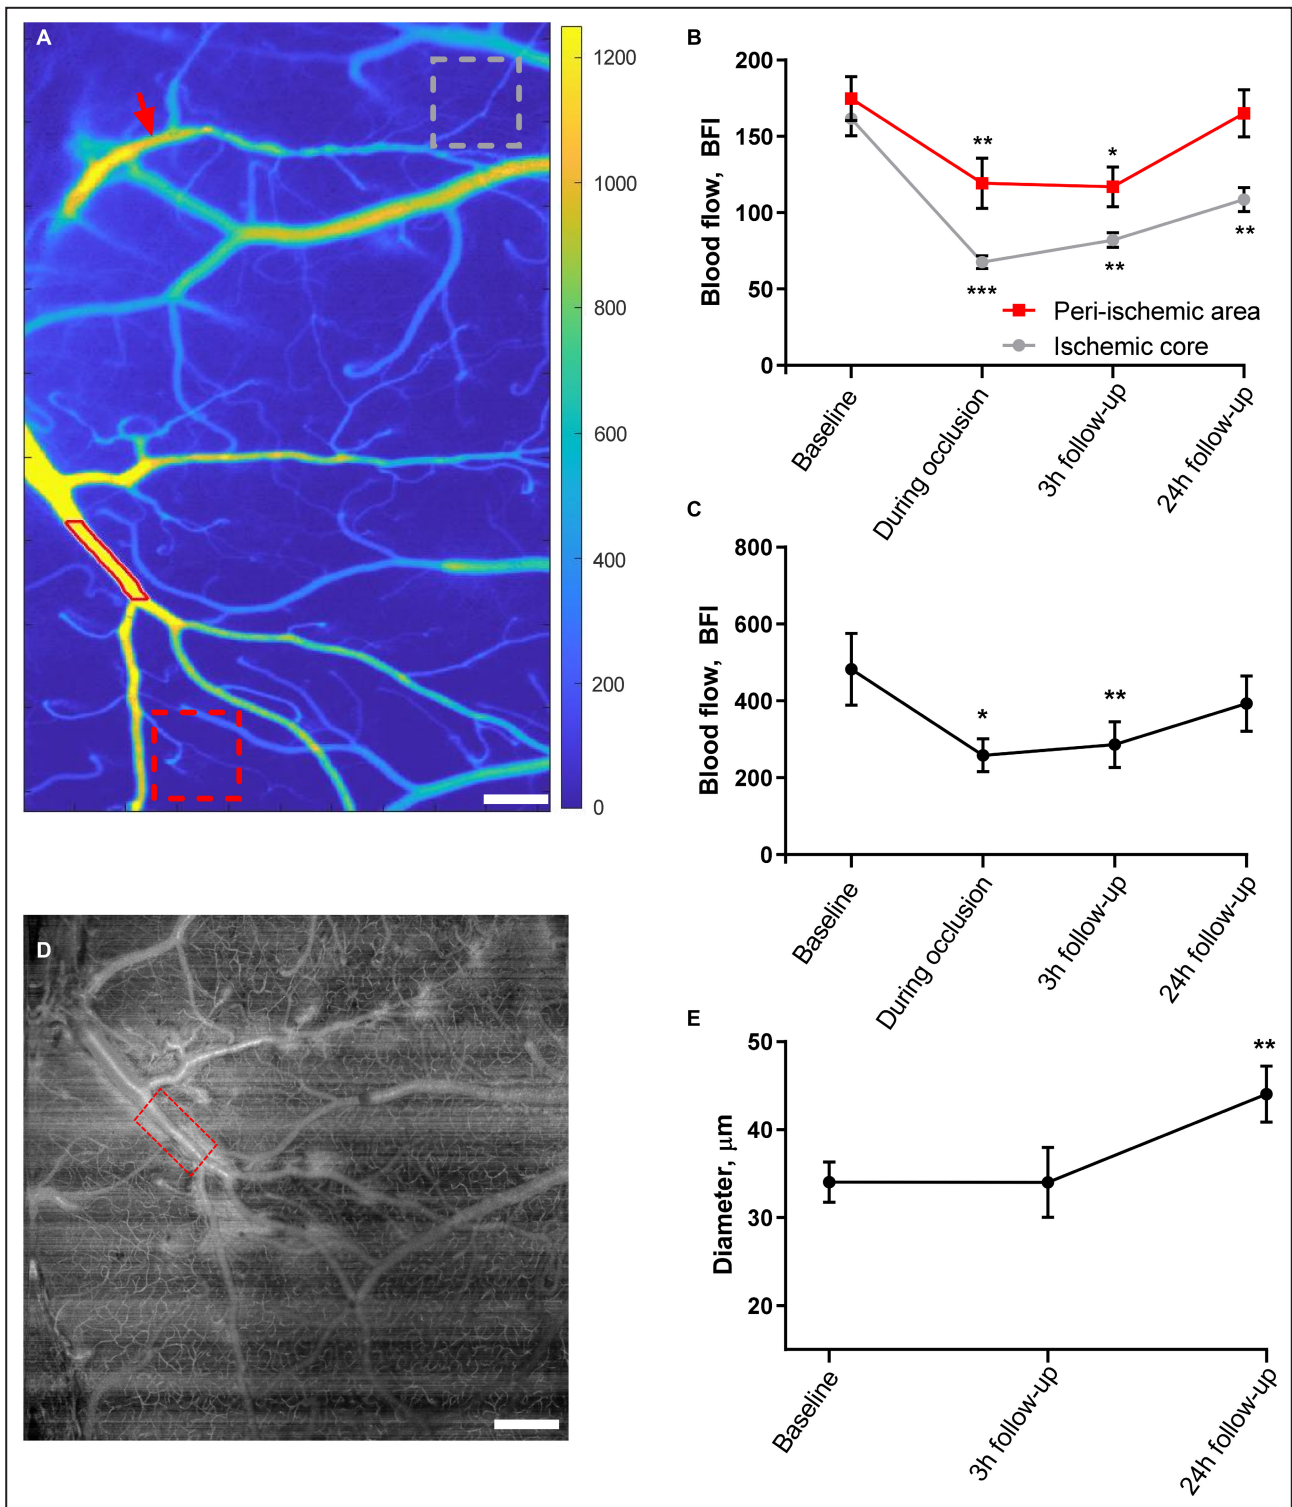 A
1200
1000
800
600
400
200
0
B
Blood flow, BFI
200
150
100
50
0
**
*
***
**
**
Peri-ischemic area
Ischemic core
Baseline
During occlusion
3h follow-up
24h follow-up
C
Blood flow, BFI
800
600
400
200
0
*
**
Baseline
During occlusion
3h follow-up
24h follow-up
D
E
Diameter, µm
50
40
30
20
**
Baseline
3h follow-up
24h follow-up